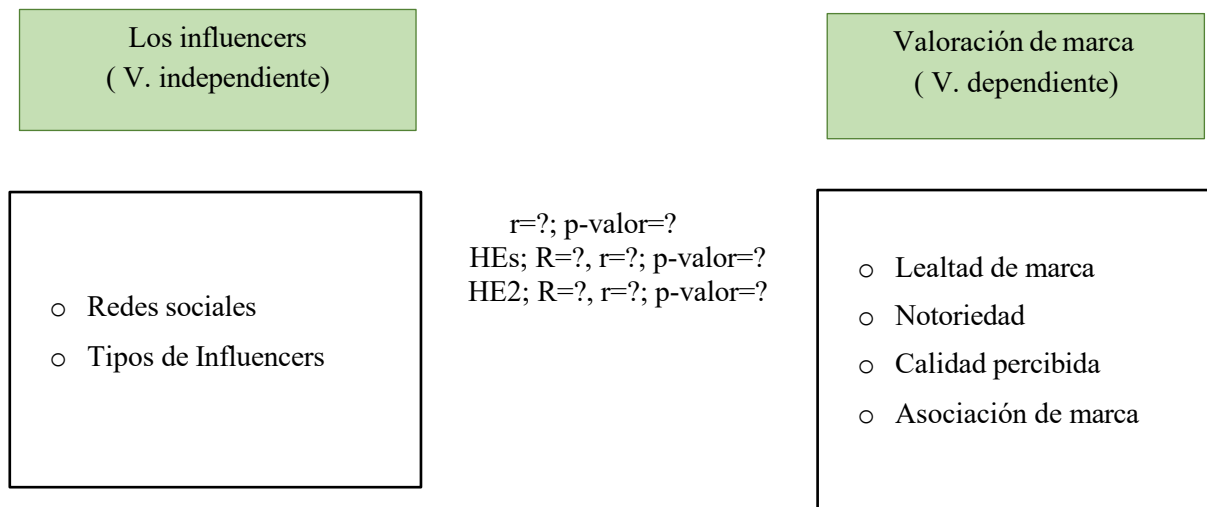 Los influencers
( V. independiente)
Valoración de marca
( V. dependiente)
r=?; p-valor=?
HEs; R=?, r=?; p-valor=?
HE2; R=?, r=?; p-valor=?
o Redes sociales
o Tipos de Influencers
o Lealtad de marca
o Notoriedad
o Calidad percibida
o Asociación de marca